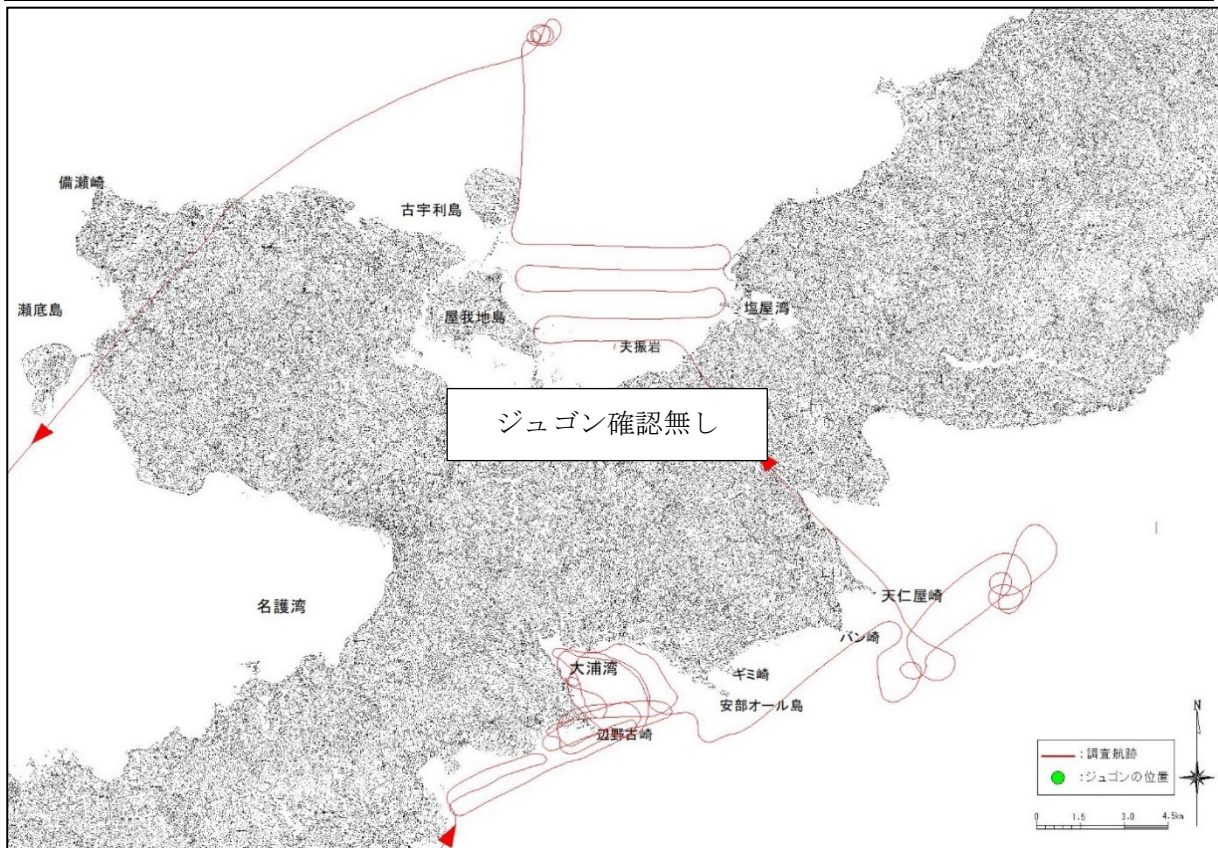 備瀬崎
古宇利島
瀬底島
屋我地島
塩屋湾
夫振岩
ジュゴン確認無し
名護湾
天仁屋崎
バン崎
大浦湾
ギミ崎
安部オール島
辺野古崎
N
：調査航跡
：ジュゴンの位置
0 1.5 3.0 4.5km